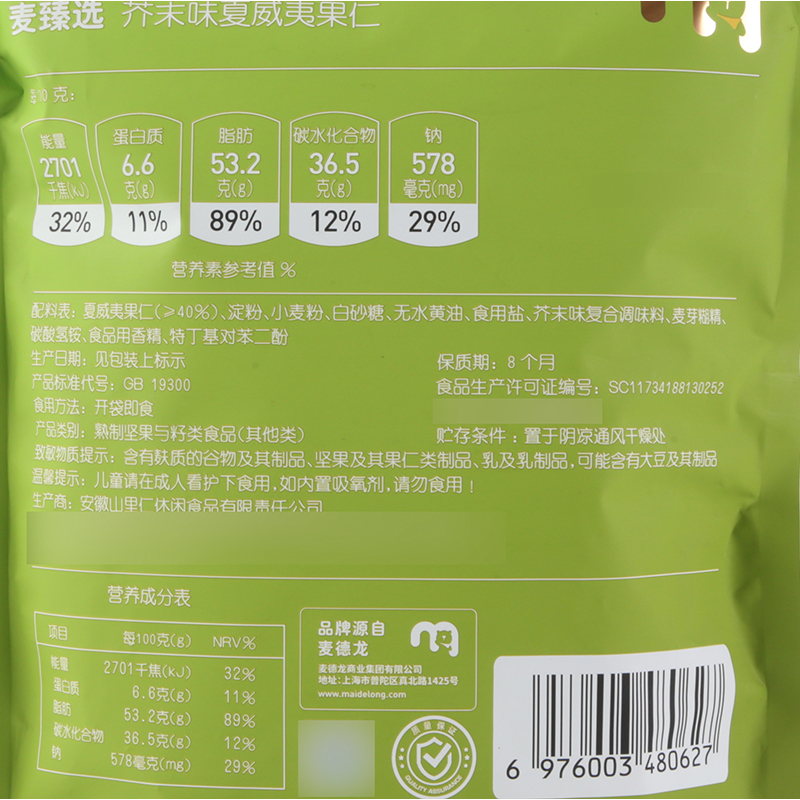 麦臻选 芥末味夏威夷果仁
每100克:
能量 蛋白质 脂肪 碳水化合物 钠
2701 6.6 53.2 36.5 578
千焦(kJ) 克(g) 克(g) 克(g) 毫克(mg)
32% 11% 89% 12% 29%
营养素参考值 %
配料表: 夏威夷果仁(≥40%)、淀粉、小麦粉、白砂糖、无水黄油、食用盐、芥末味复合调味料、麦芽糊精、
碳酸氢铵、食品用香精、特丁基对苯二酚
生产日期: 见包装上标示 保质期: 8个月
产品标准代号: GB 19300 食品生产许可证编号: SC11734188130252
食用方法: 开袋即食
产品类别: 熟制坚果与籽类食品(其他类) 贮存条件: 置于阴凉通风干燥处
致敏物质提示: 含有麸质的谷物及其制品、坚果及其果仁类制品、乳及乳制品,可能含有大豆及其制品
温馨提示: 儿童请在成人看护下食用,如内置吸氧剂,请勿食用!
生产商: 安徽山里仁休闲食品有限责任公司
营养成分表
项目 每100克(g) NRV%
能量 2701千焦(kJ) 32%
蛋白质 6.6克(g) 11%
脂肪 53.2克(g) 89%
碳水化合物 36.5克(g) 12%
钠 578毫克(mg) 29%
品牌源自
麦德龙
麦德龙商业集团有限公司
地址:上海市普陀区真北路1425号
www.maidelong.com
质量保证
QUALITY ASSURANCE
6 976003 480627